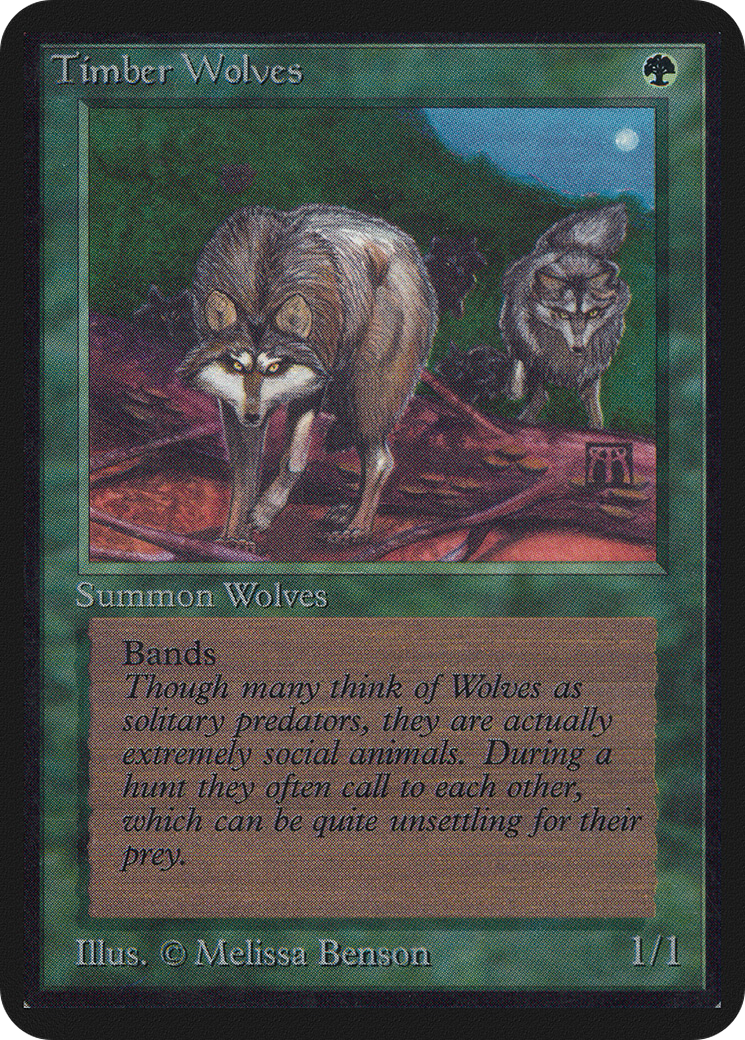 Timber Wolves
Summon Wolves
Bands
Though many think of Wolves as
solitary predators, they are actually
extremely social animals. During a
hunt they often call to each other,
which can be quite unsettling for their
prey.
Illus. © Melissa Benson
1/1